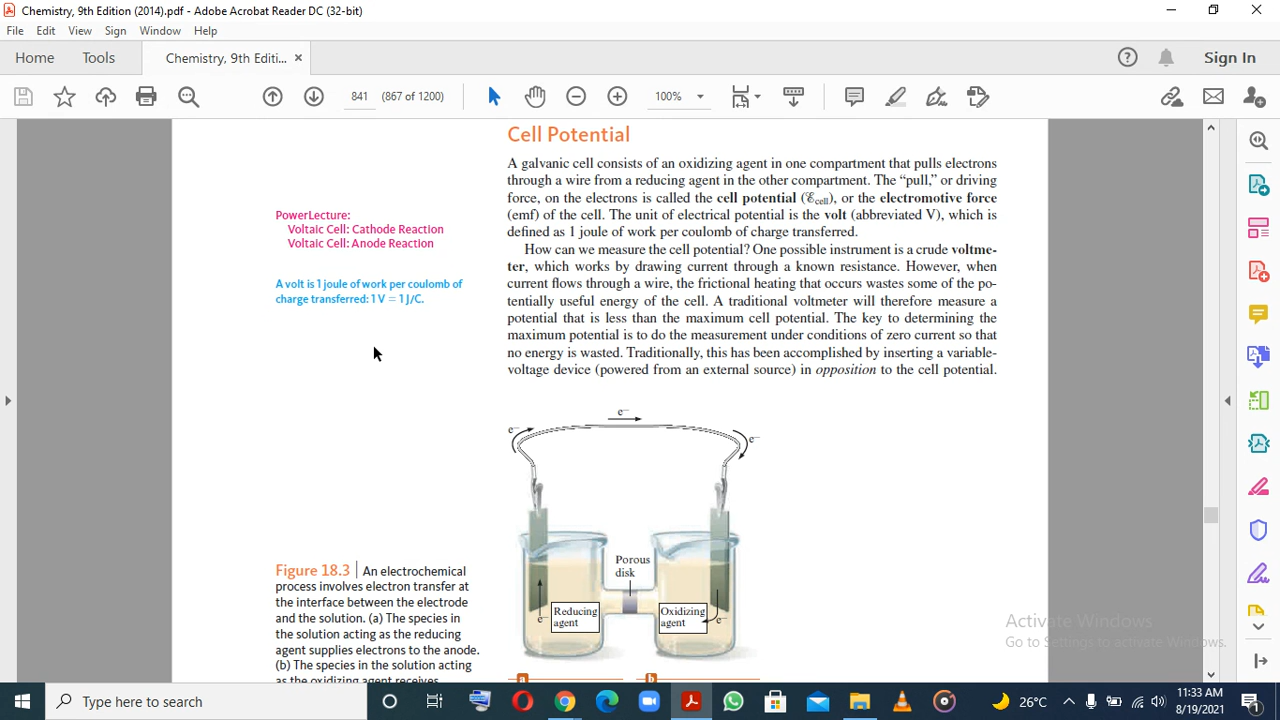 Chemistry, 9th Edition (2014).pdf - Adobe Acrobat Reader DC (32-bit)
File Edit View Sign Window Help
Home Tools Chemistry, 9th Editi... × Sign In
841 (867 of 1200) 100%
Cell Potential
A galvanic cell consists of an oxidizing agent in one compartment that pulls electrons
through a wire from a reducing agent in the other compartment. The “pull,” or driving
force, on the electrons is called the cell potential (ℰcell), or the electromotive force
(emf) of the cell. The unit of electrical potential is the volt (abbreviated V), which is
defined as 1 joule of work per coulomb of charge transferred.
How can we measure the cell potential? One possible instrument is a crude voltme-
ter, which works by drawing current through a known resistance. However, when
current flows through a wire, the frictional heating that occurs wastes some of the po-
tentially useful energy of the cell. A traditional voltmeter will therefore measure a
potential that is less than the maximum cell potential. The key to determining the
maximum potential is to do the measurement under conditions of zero current so that
no energy is wasted. Traditionally, this has been accomplished by inserting a variable-
voltage device (powered from an external source) in opposition to the cell potential.
PowerLecture:
Voltaic Cell: Cathode Reaction
Voltaic Cell: Anode Reaction
A volt is 1 joule of work per coulomb of
charge transferred: 1 V = 1 J/C.
e−
e−
e−
Porous
disk
Reducing
agent
Oxidizing
agent
e−
e−
a b
Figure 18.3 | An electrochemical
process involves electron transfer at
the interface between the electrode
and the solution. (a) The species in
the solution acting as the reducing
agent supplies electrons to the anode.
(b) The species in the solution acting
as the oxidizing agent receives
Activate Windows
Go to Settings to activate Windows.
Type here to search
26°C
11:33 AM
8/19/2021
1